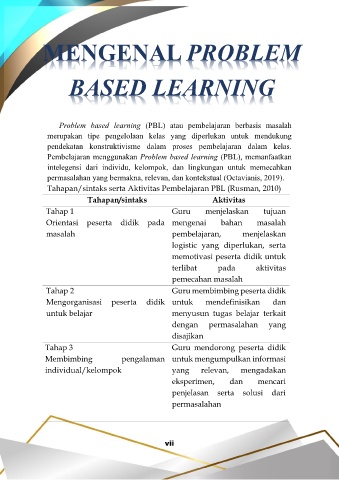 MENGENAL PROBLEM
BASED LEARNING
Problem based learning (PBL) atau pembelajaran berbasis masalah
merupakan tipe pengelolaan kelas yang diperlukan untuk mendukung
pendekatan konstruktivisme dalam proses pembelajaran dalam kelas.
Pembelajaran menggunakan Problem based learning (PBL), memanfaatkan
intelegensi dari individu, kelompok, dan lingkungan untuk memecahkan
permasalahan yang bermakna, relevan, dan kontekstual (Octavianis, 2019).
Tahapan/sintaks serta Aktivitas Pembelajaran PBL (Rusman, 2010)
Tahapan/sintaks Aktivitas
Tahap 1
Orientasi peserta didik pada
masalah
Guru menjelaskan tujuan
mengenai bahan masalah
pembelajaran, menjelaskan
logistic yang diperlukan, serta
memotivasi peserta didik untuk
terlibat pada aktivitas
pemecahan masalah
Tahap 2
Mengorganisasi peserta didik
untuk belajar
Guru membimbing peserta didik
untuk mendefinisikan dan
menyusun tugas belajar terkait
dengan permasalahan yang
disajikan
Tahap 3
Membimbing pengalaman
individual/kelompok
Guru mendorong peserta didik
untuk mengumpulkan informasi
yang relevan, mengadakan
eksperimen, dan mencari
penjelasan serta solusi dari
permasalahan
vii